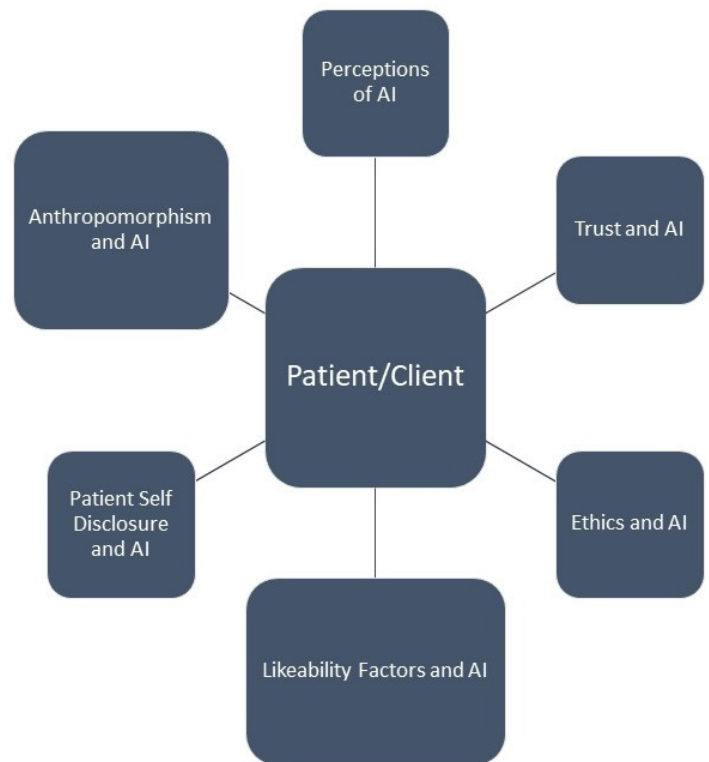 Perceptions
of AI
Anthropomorphism
and AI
Trust and AI
Patient/Client
Patient Self
Disclosure
and AI
Ethics and AI
Likeability Factors and AI